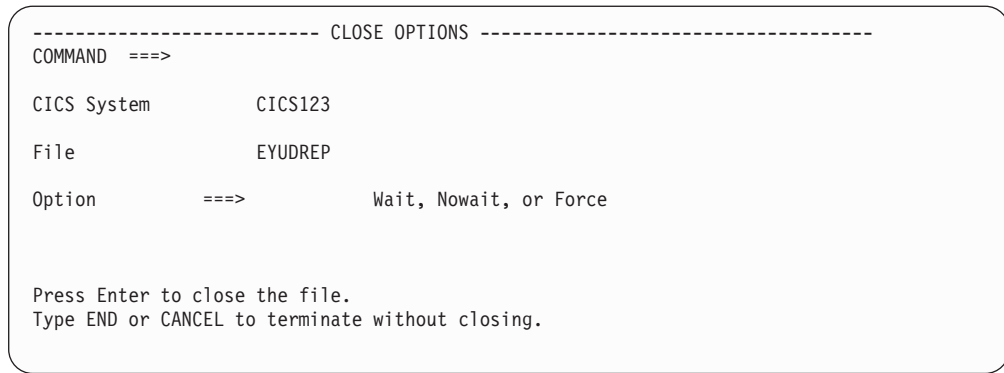 --------------------------- CLOSE OPTIONS -------------------------------------
COMMAND ===>
CICS System CICS123
File EYUDREP
Option ===> Wait, Nowait, or Force
Press Enter to close the file.
Type END or CANCEL to terminate without closing.